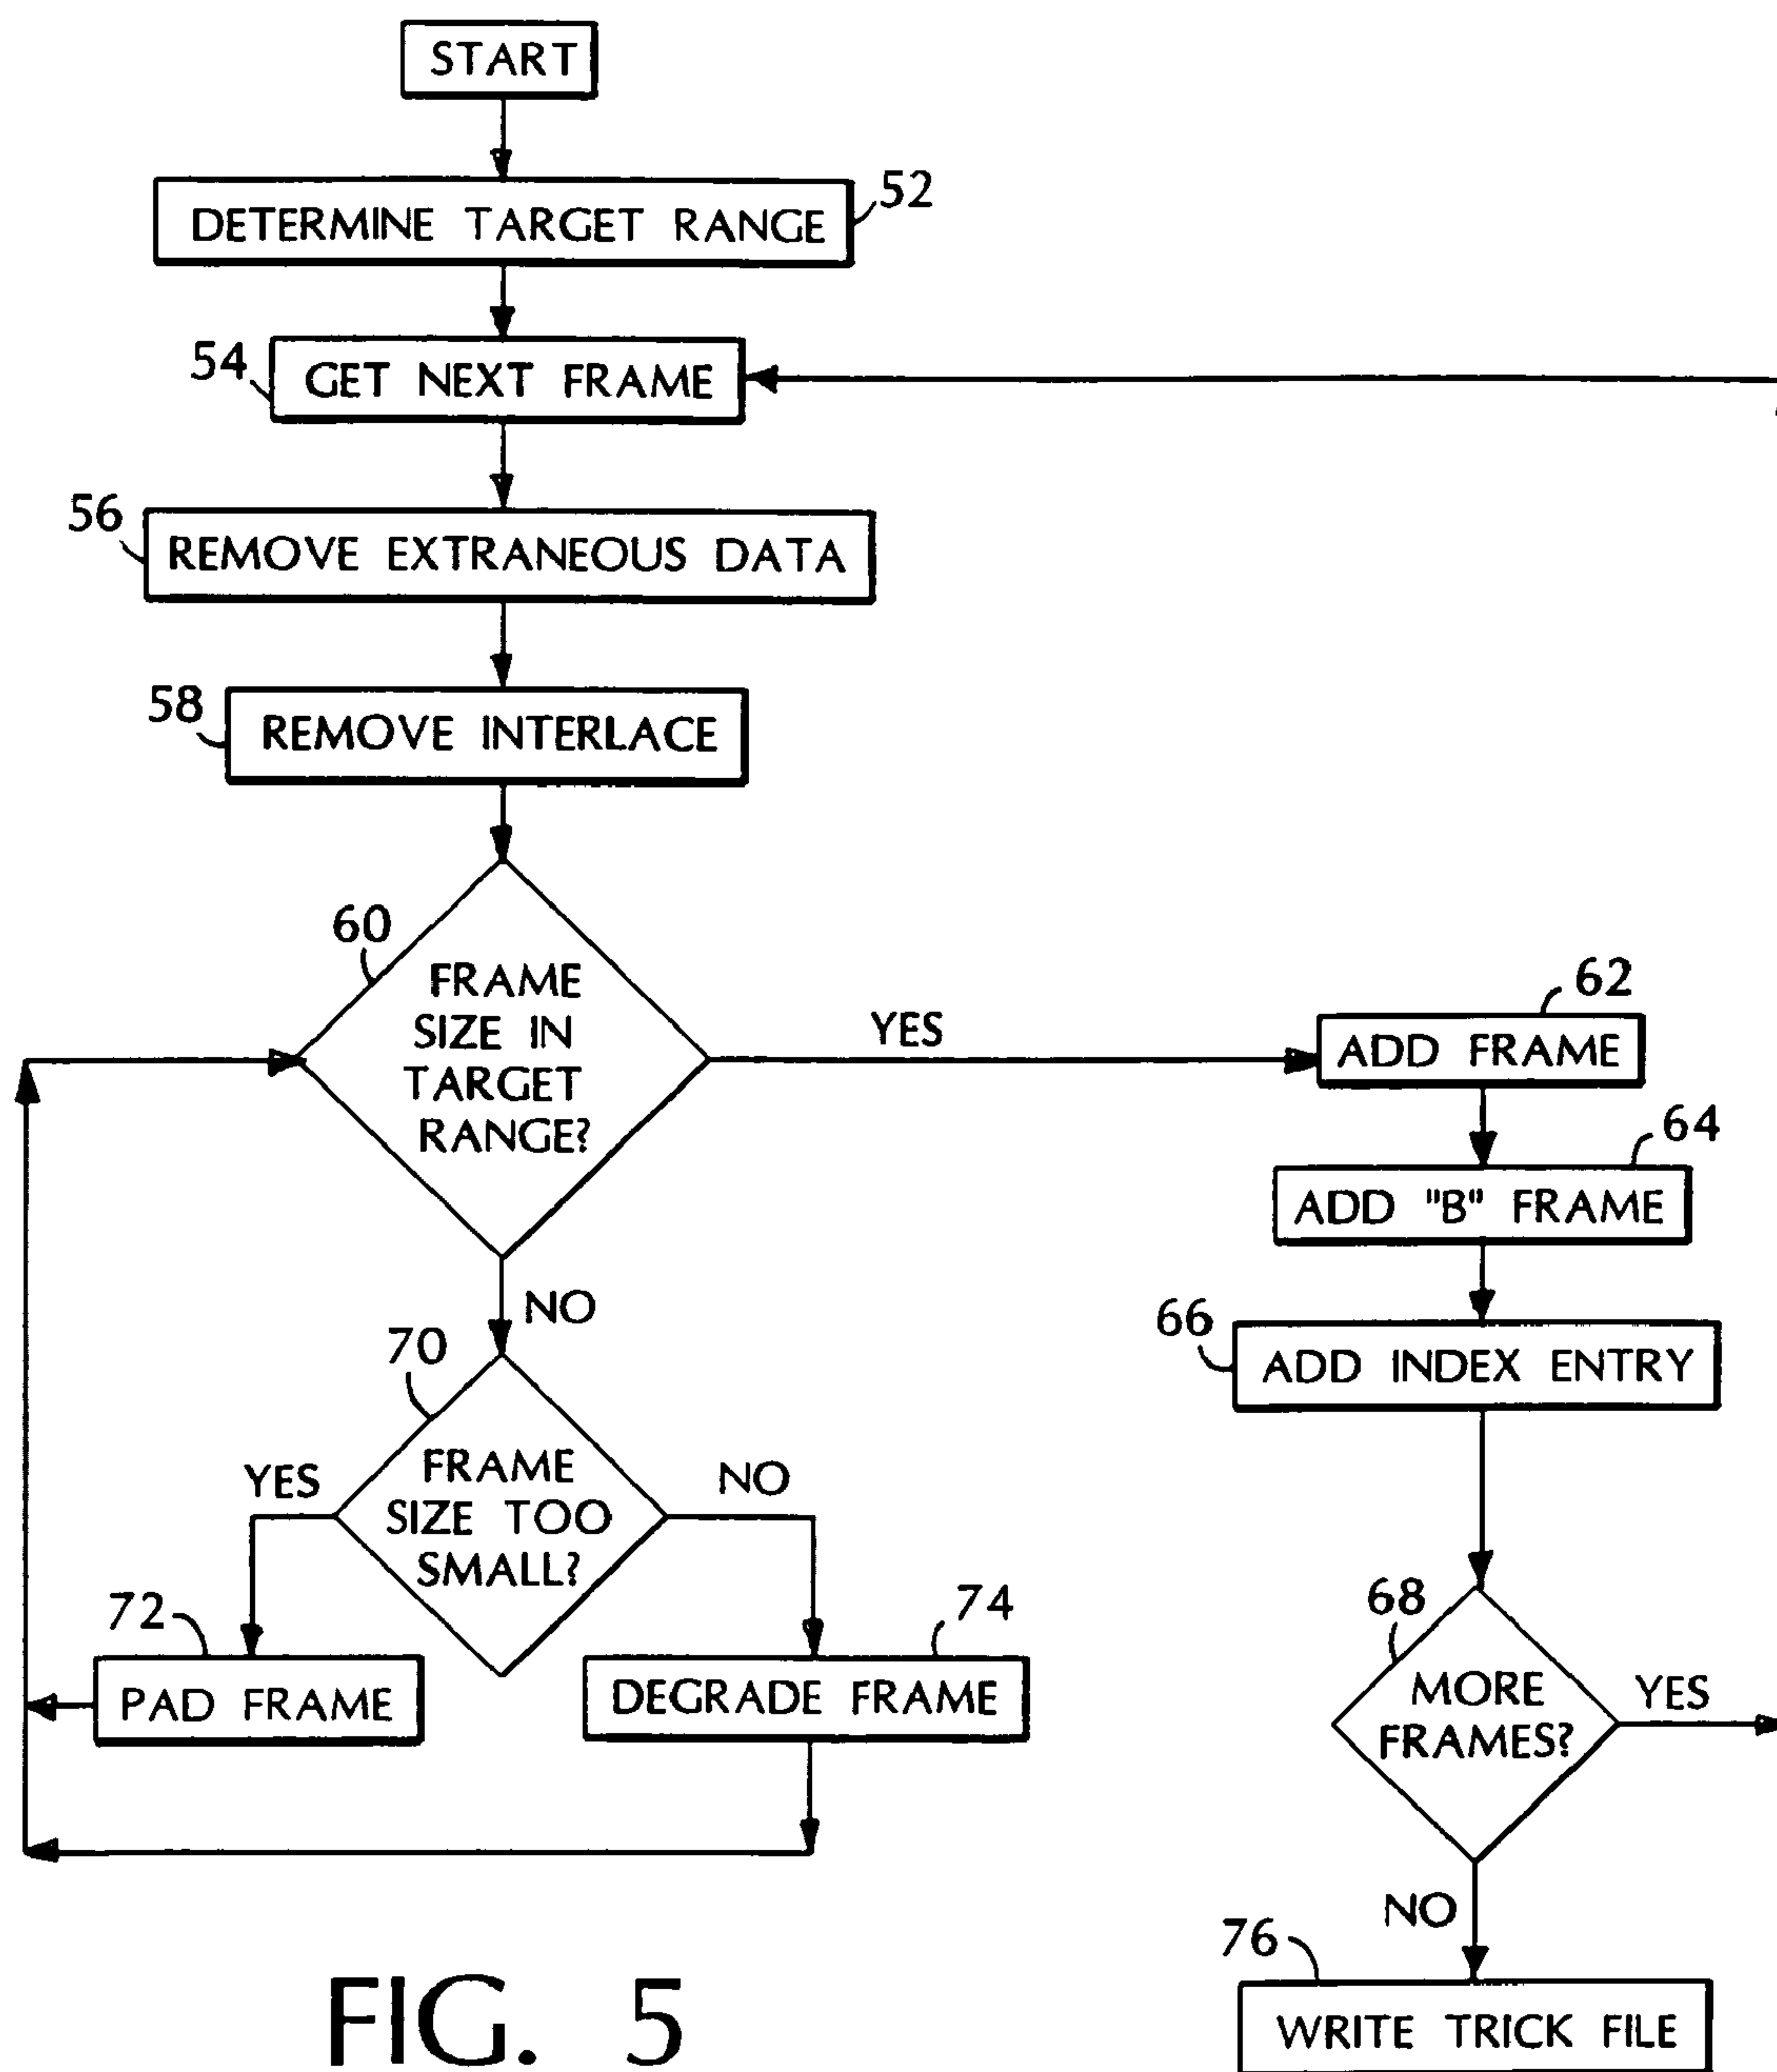 START
52
DETERMINE TARGET RANGE
54
GET NEXT FRAME
56
REMOVE EXTRANEOUS DATA
58
REMOVE INTERLACE
60
FRAME
SIZE IN
TARGET
RANGE?
YES
62
ADD FRAME
64
ADD "B" FRAME
66
ADD INDEX ENTRY
NO
70
FRAME
SIZE TOO
SMALL?
YES
NO
72
PAD FRAME
74
DEGRADE FRAME
68
MORE
FRAMES?
YES
NO
76
WRITE TRICK FILE
FIG. 5